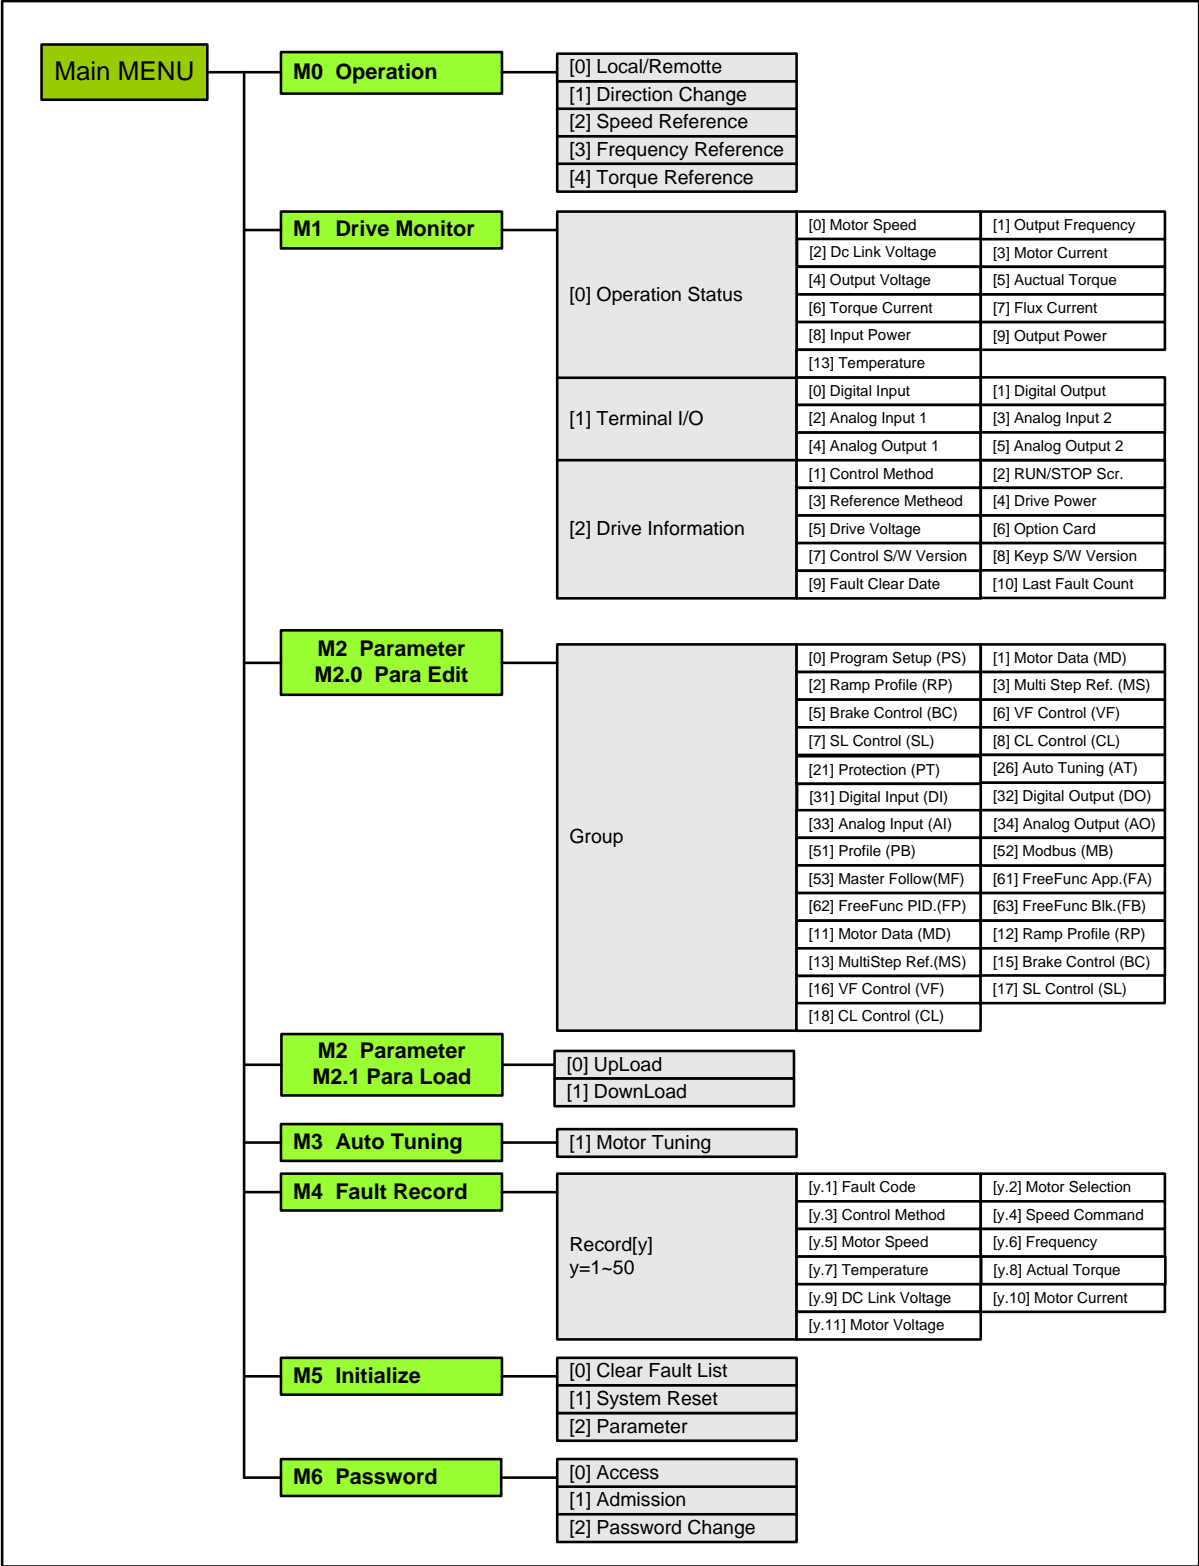 Main MENU
M0 Operation
[0] Local/Remotte
[1] Direction Change
[2] Speed Reference
[3] Frequency Reference
[4] Torque Reference
M1 Drive Monitor
[0] Operation Status
[0] Motor Speed
[1] Output Frequency
[2] Dc Link Voltage
[3] Motor Current
[4] Output Voltage
[5] Auctual Torque
[6] Torque Current
[7] Flux Current
[8] Input Power
[9] Output Power
[13] Temperature
[1] Terminal I/O
[0] Digital Input
[1] Digital Output
[2] Analog Input 1
[3] Analog Input 2
[4] Analog Output 1
[5] Analog Output 2
[2] Drive Information
[1] Control Method
[2] RUN/STOP Scr.
[3] Reference Metheod
[4] Drive Power
[5] Drive Voltage
[6] Option Card
[7] Control S/W Version
[8] Keyp S/W Version
[9] Fault Clear Date
[10] Last Fault Count
M2 Parameter
M2.0 Para Edit
Group
[0] Program Setup (PS)
[1] Motor Data (MD)
[2] Ramp Profile (RP)
[3] Multi Step Ref. (MS)
[5] Brake Control (BC)
[6] VF Control (VF)
[7] SL Control (SL)
[8] CL Control (CL)
[21] Protection (PT)
[26] Auto Tuning (AT)
[31] Digital Input (DI)
[32] Digital Output (DO)
[33] Analog Input (AI)
[34] Analog Output (AO)
[51] Profile (PB)
[52] Modbus (MB)
[53] Master Follow(MF)
[61] FreeFunc App.(FA)
[62] FreeFunc PID.(FP)
[63] FreeFunc Blk.(FB)
[11] Motor Data (MD)
[12] Ramp Profile (RP)
[13] MultiStep Ref.(MS)
[15] Brake Control (BC)
[16] VF Control (VF)
[17] SL Control (SL)
[18] CL Control (CL)
M2 Parameter
M2.1 Para Load
[0] UpLoad
[1] DownLoad
M3 Auto Tuning
[1] Motor Tuning
M4 Fault Record
Record[y]
y=1~50
[y.1] Fault Code
[y.2] Motor Selection
[y.3] Control Method
[y.4] Speed Command
[y.5] Motor Speed
[y.6] Frequency
[y.7] Temperature
[y.8] Actual Torque
[y.9] DC Link Voltage
[y.10] Motor Current
[y.11] Motor Voltage
M5 Initialize
[0] Clear Fault List
[1] System Reset
[2] Parameter
M6 Password
[0] Access
[1] Admission
[2] Password Change